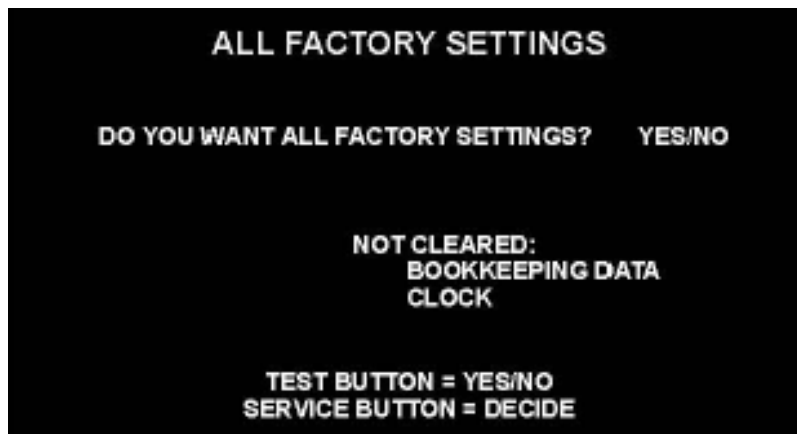 ALL FACTORY SETTINGS
DO YOU WANT ALL FACTORY SETTINGS? YES/NO
NOT CLEARED:
BOOKKEEPING DATA
CLOCK
TEST BUTTON = YES/NO
SERVICE BUTTON = DECIDE